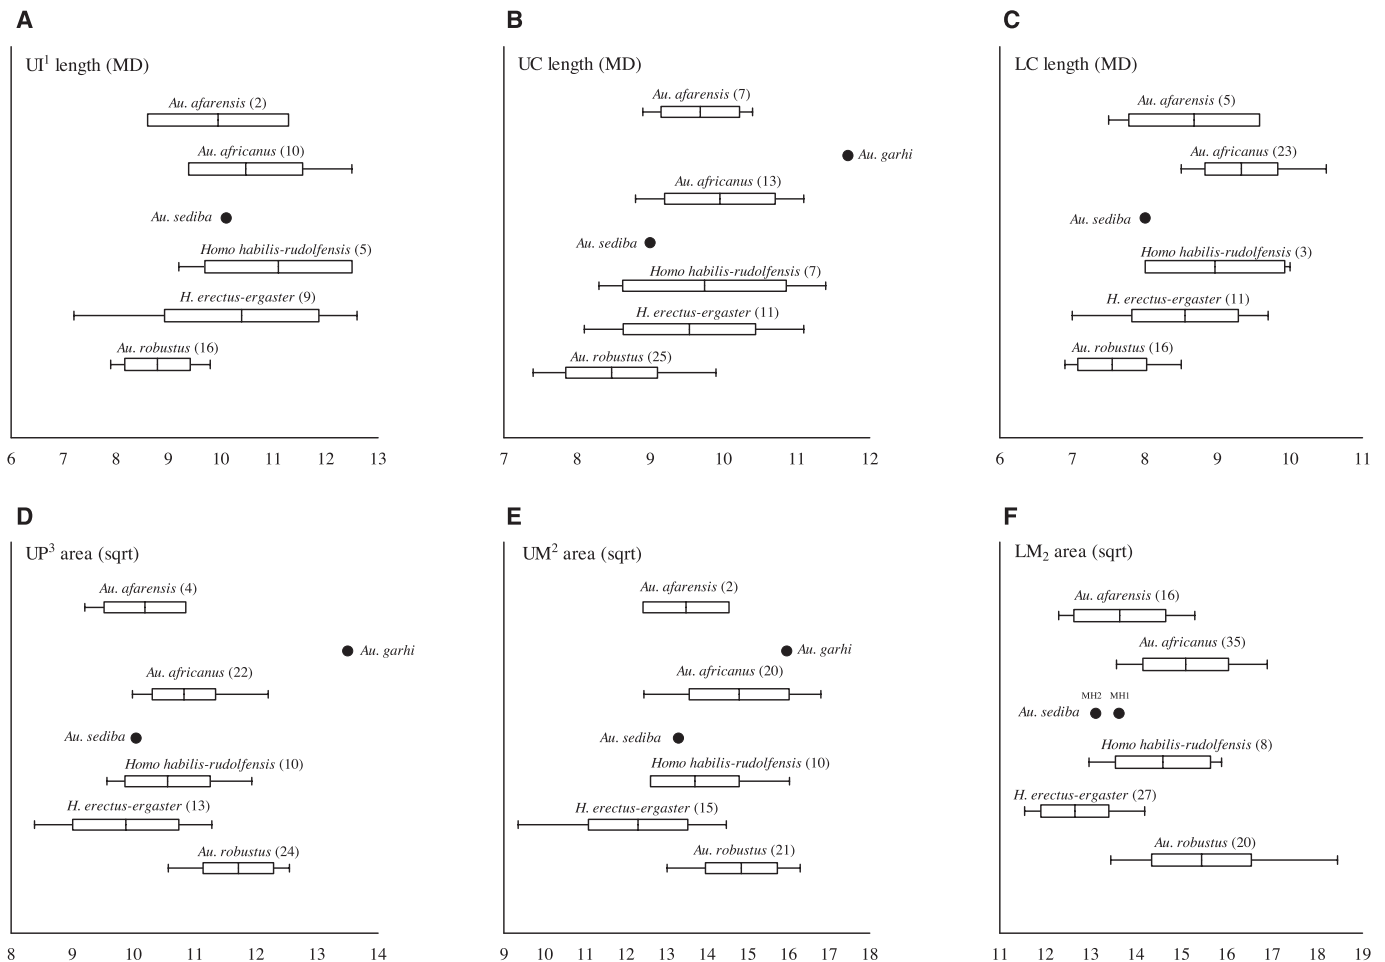 A
UI¹ length (MD)
Au. afarensis (2)
Au. africanus (10)
Au. sediba
Homo habilis-rudolfensis (5)
H. erectus-ergaster (9)
Au. robustus (16)
6 7 8 9 10 11 12 13
B
UC length (MD)
Au. afarensis (7)
Au. garhi
Au. africanus (13)
Au. sediba
Homo habilis-rudolfensis (7)
H. erectus-ergaster (11)
Au. robustus (25)
7 8 9 10 11 12
C
LC length (MD)
Au. afarensis (5)
Au. africanus (23)
Au. sediba
Homo habilis-rudolfensis (3)
H. erectus-ergaster (11)
Au. robustus (16)
6 7 8 9 10 11
D
UP³ area (sqrt)
Au. afarensis (4)
Au. garhi
Au. africanus (22)
Au. sediba
Homo habilis-rudolfensis (10)
H. erectus-ergaster (13)
Au. robustus (24)
8 9 10 11 12 13 14
E
UM² area (sqrt)
Au. afarensis (2)
Au. garhi
Au. africanus (20)
Au. sediba
Homo habilis-rudolfensis (10)
H. erectus-ergaster (15)
Au. robustus (21)
9 10 11 12 13 14 15 16 17 18
F
LM₂ area (sqrt)
Au. afarensis (16)
Au. africanus (35)
MH2 MH1
Au. sediba
Homo habilis-rudolfensis (8)
H. erectus-ergaster (27)
Au. robustus (20)
11 12 13 14 15 16 17 18 19